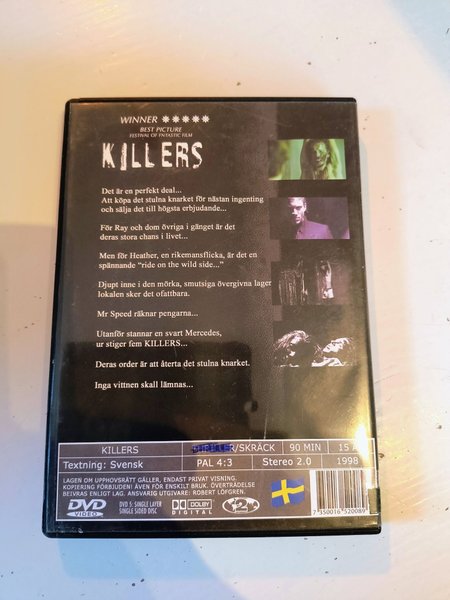 WINNER ✱✱✱✱✱
BEST PICTURE
FESTIVAL OF FNTASTIC FILM
KILLERS
Det är en perfekt deal...
Att köpa det stulna knarket för nästan ingenting
och sälja det till högsta erbjudande...
För Ray och dom övriga i gänget är det
deras stora chans i livet...
Men för Heather, en rikemansflicka, är det en
spännande "ride on the wild side..."
Djupt inne i den mörka, smutsiga övergivna lager
lokalen sker det ofattbara.
Mr Speed räknar pengarna...
Utanför stannar en svart Mercedes,
ur stiger fem KILLERS...
Deras order är att återta det stulna knarket.
Inga vittnen skall lämnas...
KILLERS
/SKRÄCK
90 MIN
15
Textning: Svensk
PAL 4:3
Stereo 2.0
1998
LAGEN OM UPPHOVSRÄTT GÄLLER, ENDAST PRIVAT VISNING.
KOPIERING FÖRBJUDEN! ÄVEN FÖR ENSKILT BRUK. ÖVERTRÄDELSE
BEIVRAS ENLIGT LAG. ANSVARIG UTGIVARE: ROBERT LÖFGREN.
DVD
VIDEO
DVD 5: SINGLE LAYER
SINGLE SIDED DISC
DOLBY
DIGITAL
2
7 350016 520089